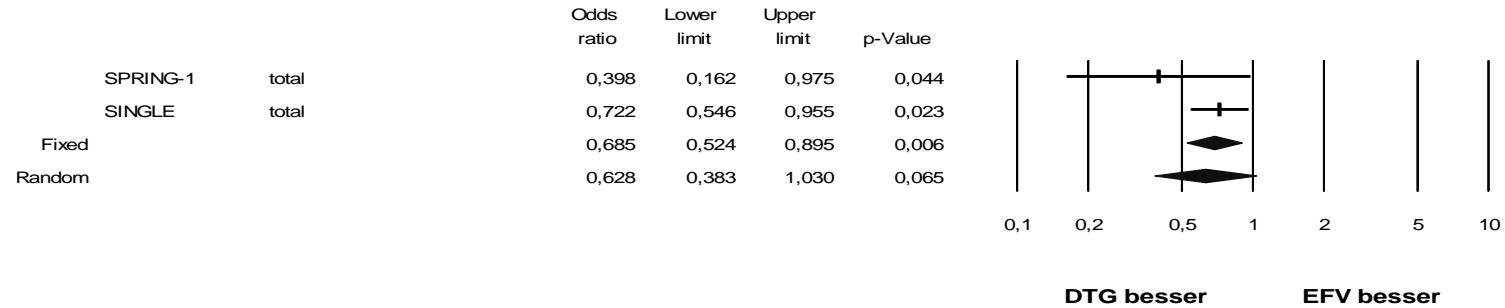 Odds Lower Upper
ratio limit limit p-Value
SPRING-1 total 0,398 0,162 0,975 0,044
SINGLE total 0,722 0,546 0,955 0,023
Fixed 0,685 0,524 0,895 0,006
Random 0,628 0,383 1,030 0,065
0,1 0,2 0,5 1 2 5 10
DTG besser EFV besser